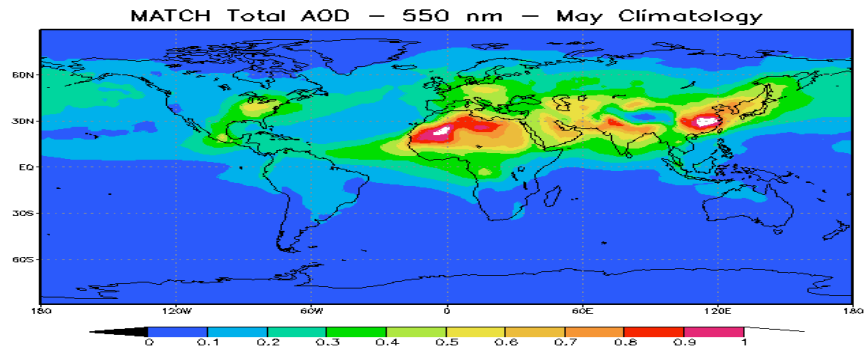 MATCH Total AOD – 550 nm – May Climatology
60N
30N
EQ
30S
60S
180 120W 60W 0 60E 120E 180
0 0.1 0.2 0.3 0.4 0.5 0.6 0.7 0.8 0.9 1